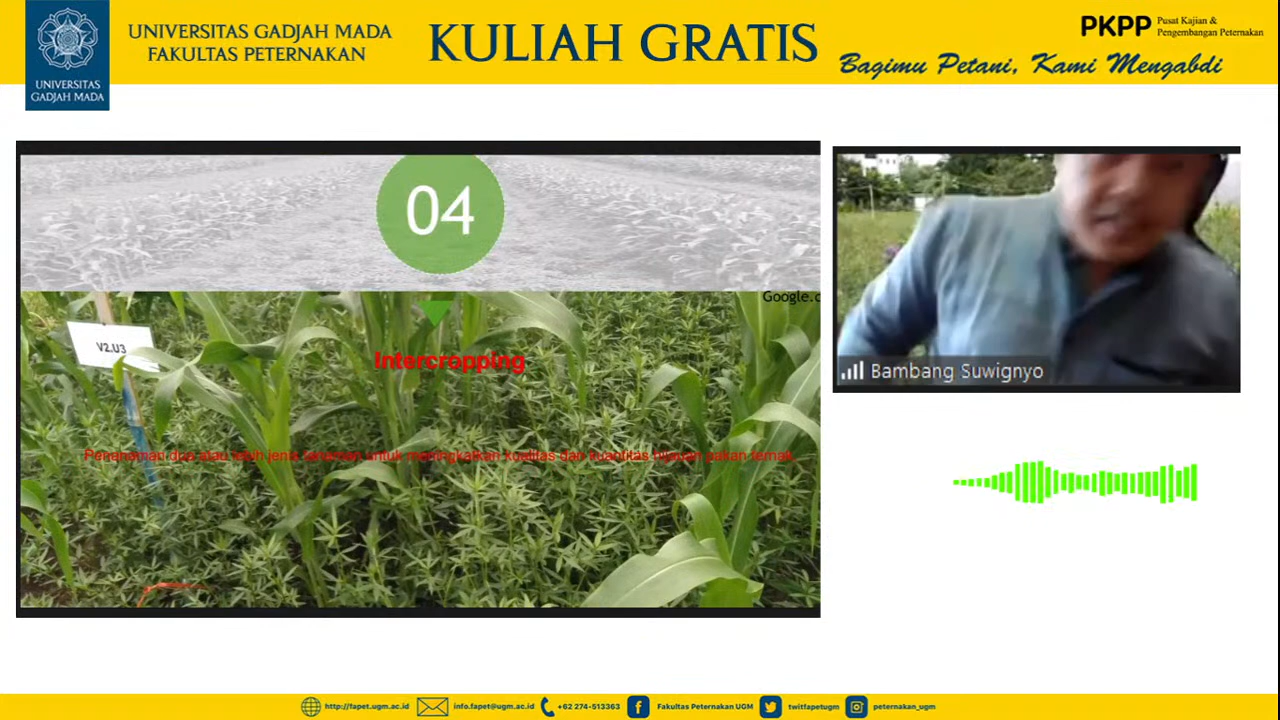 UNIVERSITAS GADJAH MADA
FAKULTAS PETERNAKAN
UNIVERSITAS
GADJAH MADA
KULIAH GRATIS
PKPP
Pusat Kajian &
Pengembangan Peternakan
Bagimu Petani, Kami Mengabdi
04
Google.c
V2.U3
Intercropping
Penanaman dua atau lebih jenis tanaman untuk meningkatkan kualitas dan kuantitas hijauan pakan ternak
Bambang Suwignyo
http://fapet.ugm.ac.id
info.fapet@ugm.ac.id
+62 274-513363
Fakultas Peternakan UGM
twitfapetugm
peternakan_ugm